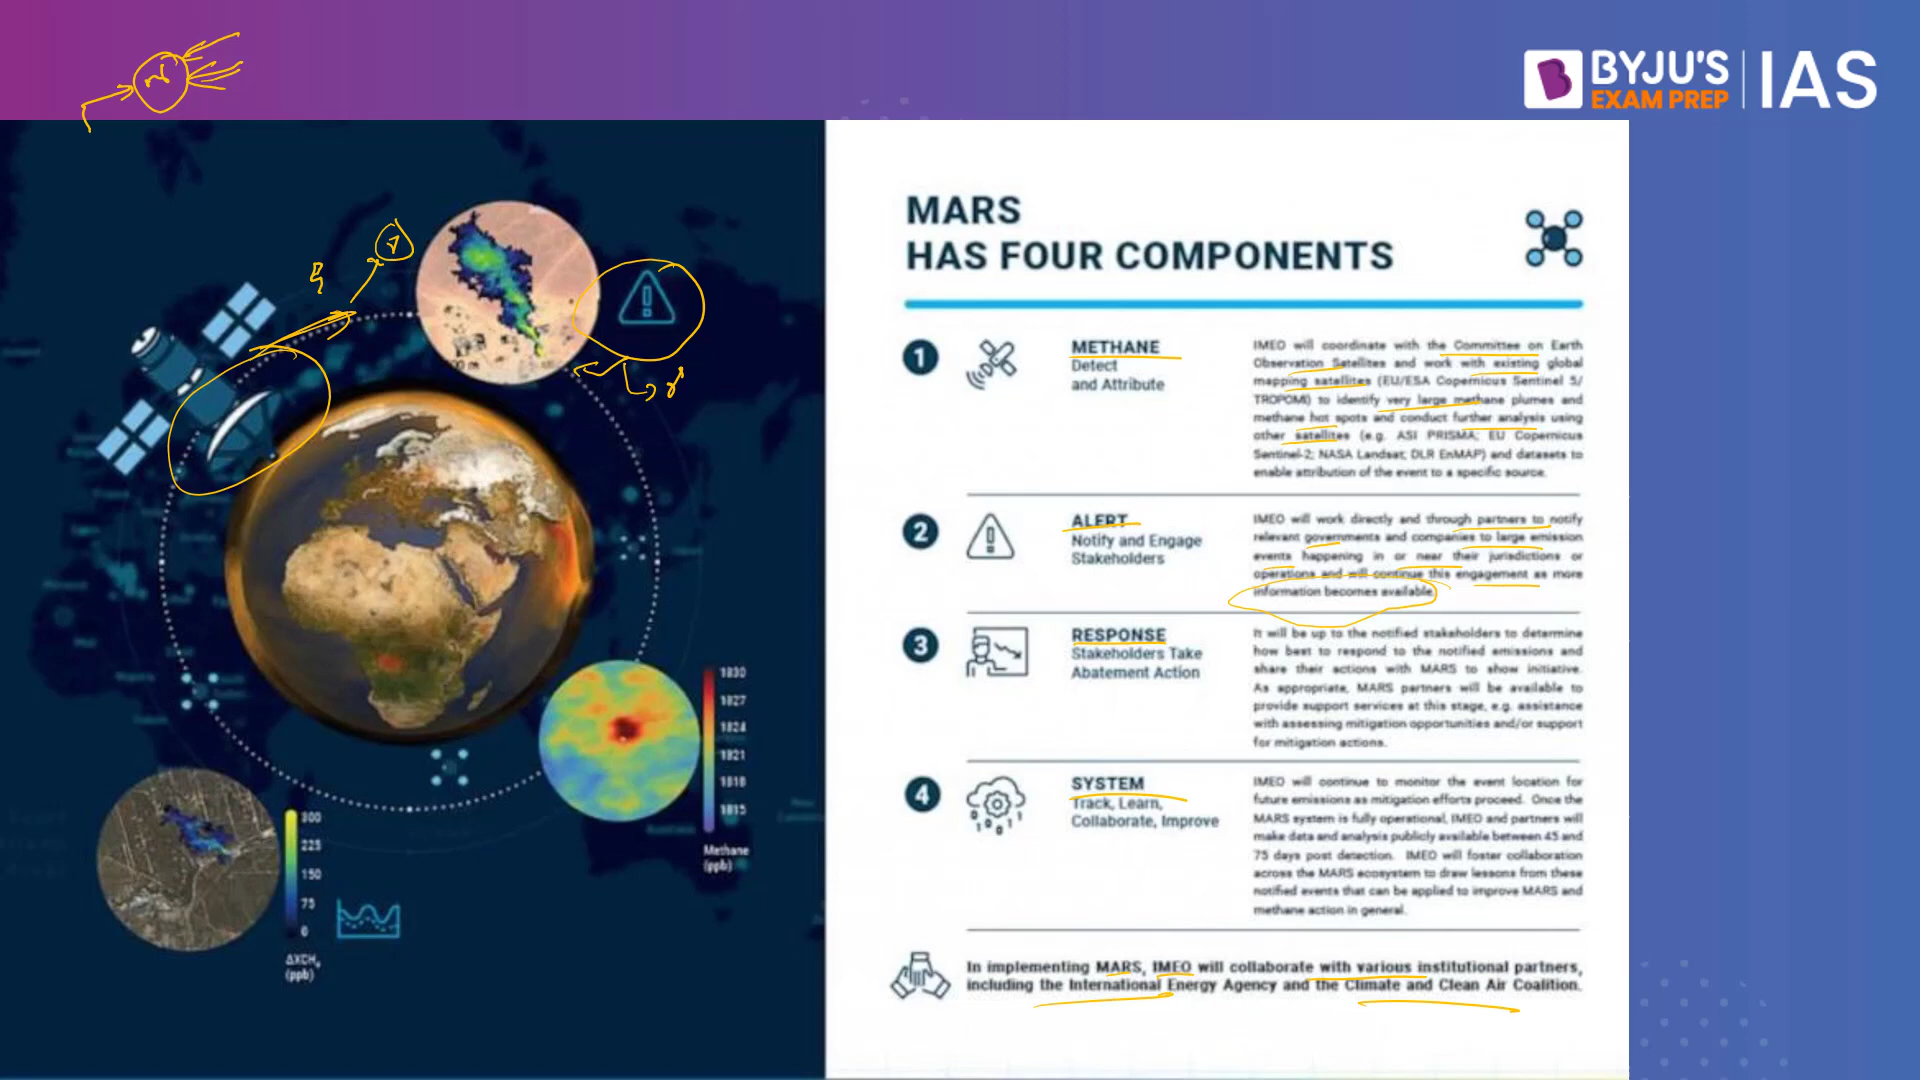 BYJU'S
EXAM PREP
IAS
MARS
HAS FOUR COMPONENTS
1
METHANE
Detect
and Attribute
IMEO will coordinate with the Committee on Earth
Observation Satellites and work with existing global
mapping satellites (EU/ESA Copernicus Sentinel 5/
TROPOMI) to identify very large methane plumes and
methane hot spots and conduct further analysis using
other satellites (e.g. ASI PRISMA; EU Copernicus
Sentinel-2; NASA Landsat; DLR EnMAP) and datasets to
enable attribution of the event to a specific source.
2
ALERT
Notify and Engage
Stakeholders
IMEO will work directly and through partners to notify
relevant governments and companies to large emission
events happening in or near their jurisdictions or
operations and will continue this engagement as more
information becomes available.
3
RESPONSE
Stakeholders Take
Abatement Action
It will be up to the notified stakeholders to determine
how best to respond to the notified emissions and
share their actions with MARS to show initiative.
As appropriate, MARS partners will be available to
provide support services at this stage, e.g. assistance
with assessing mitigation opportunities and/or support
for mitigation actions.
4
SYSTEM
Track, Learn,
Collaborate, Improve
IMEO will continue to monitor the event location for
future emissions as mitigation efforts proceed. Once the
MARS system is fully operational, IMEO and partners will
make data and analysis publicly available between 45 and
75 days post detection. IMEO will foster collaboration
across the MARS ecosystem to draw lessons from these
notified events that can be applied to improve MARS and
methane action in general.
In implementing MARS, IMEO will collaborate with various institutional partners,
including the International Energy Agency and the Climate and Clean Air Coalition.
1830
1827
1824
1821
1818
1815
Methane
(ppb)
300
225
150
75
0
ΔXCH₄
(ppb)